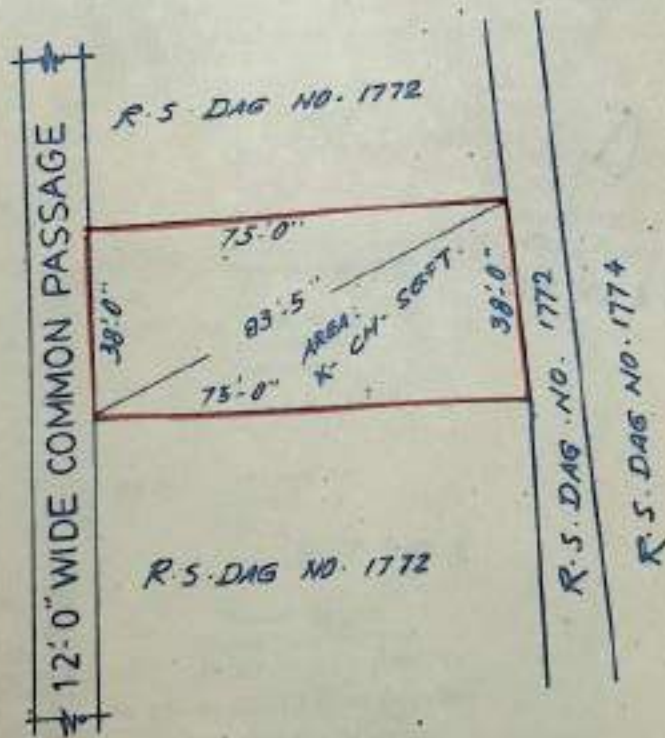 R.S DAG NO. 1772
12'-0" WIDE COMMON PASSAGE
75'-0"
38'-0"
83'-5"
AREA:
K- CH- SQFT.
38'-0"
75'-0"
R.S. DAG NO. 1772
R.S. DAG NO. 1774
R.S. DAG NO. 1772